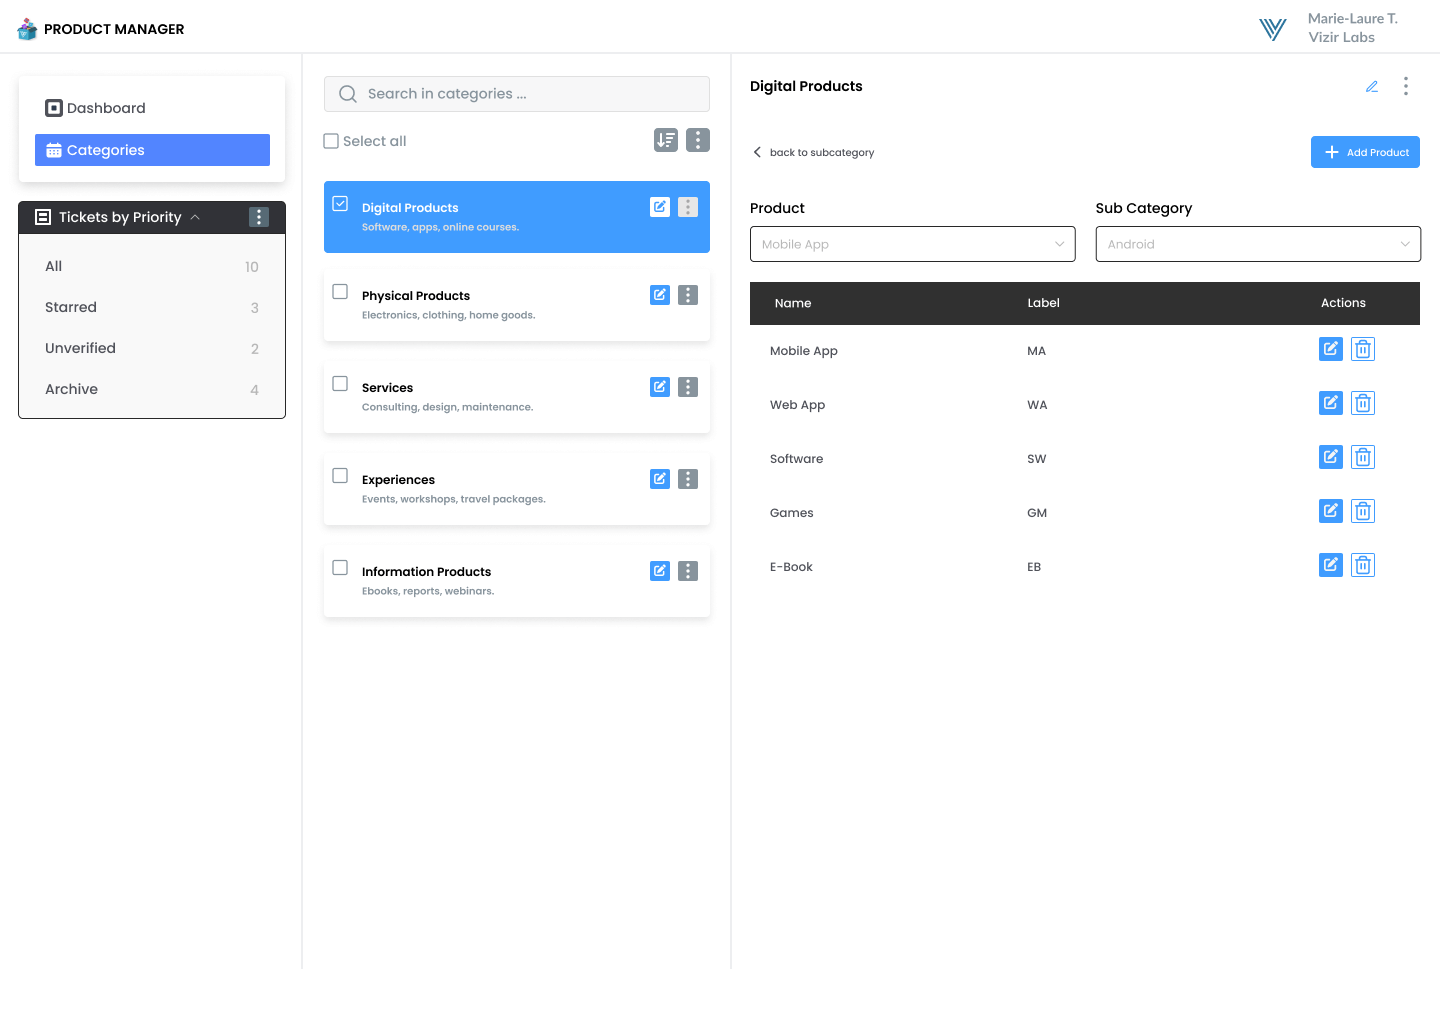 PRODUCT MANAGER
Marie-Laure T.
Vizir Labs
Dashboard
Categories
Tickets by Priority
All 10
Starred 3
Unverified 2
Archive 4
Search in categories ...
Select all
Digital Products
Software, apps, online courses.
Physical Products
Electronics, clothing, home goods.
Services
Consulting, design, maintenance.
Experiences
Events, workshops, travel packages.
Information Products
Ebooks, reports, webinars.
Digital Products
back to subcategory
Add Product
Product Sub Category
Mobile App Android
Name Label Actions
Mobile App MA
Web App WA
Software SW
Games GM
E-Book EB